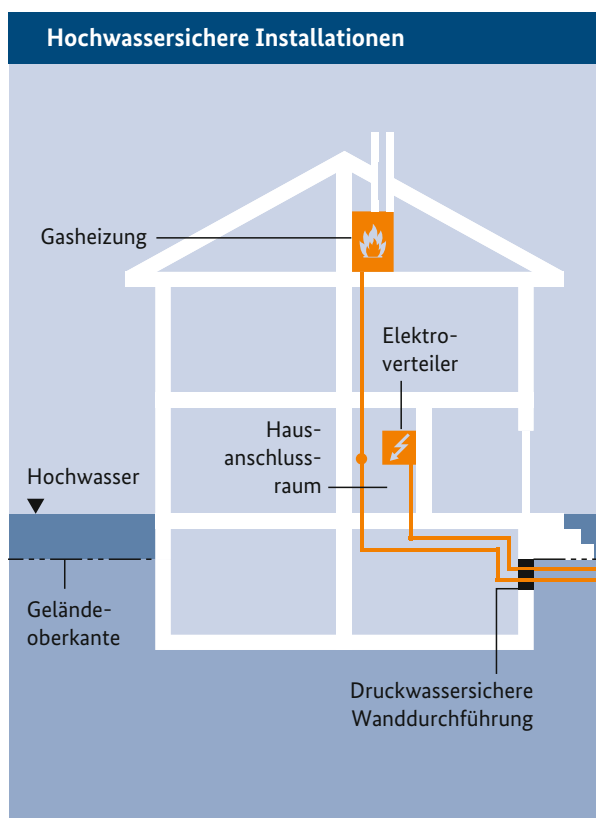 Hochwassersichere Installationen
Gasheizung
Elektro-
verteiler
Haus-
anschluss-
raum
Hochwasser
Gelände-
oberkante
Druckwassersichere
Wanddurchführung